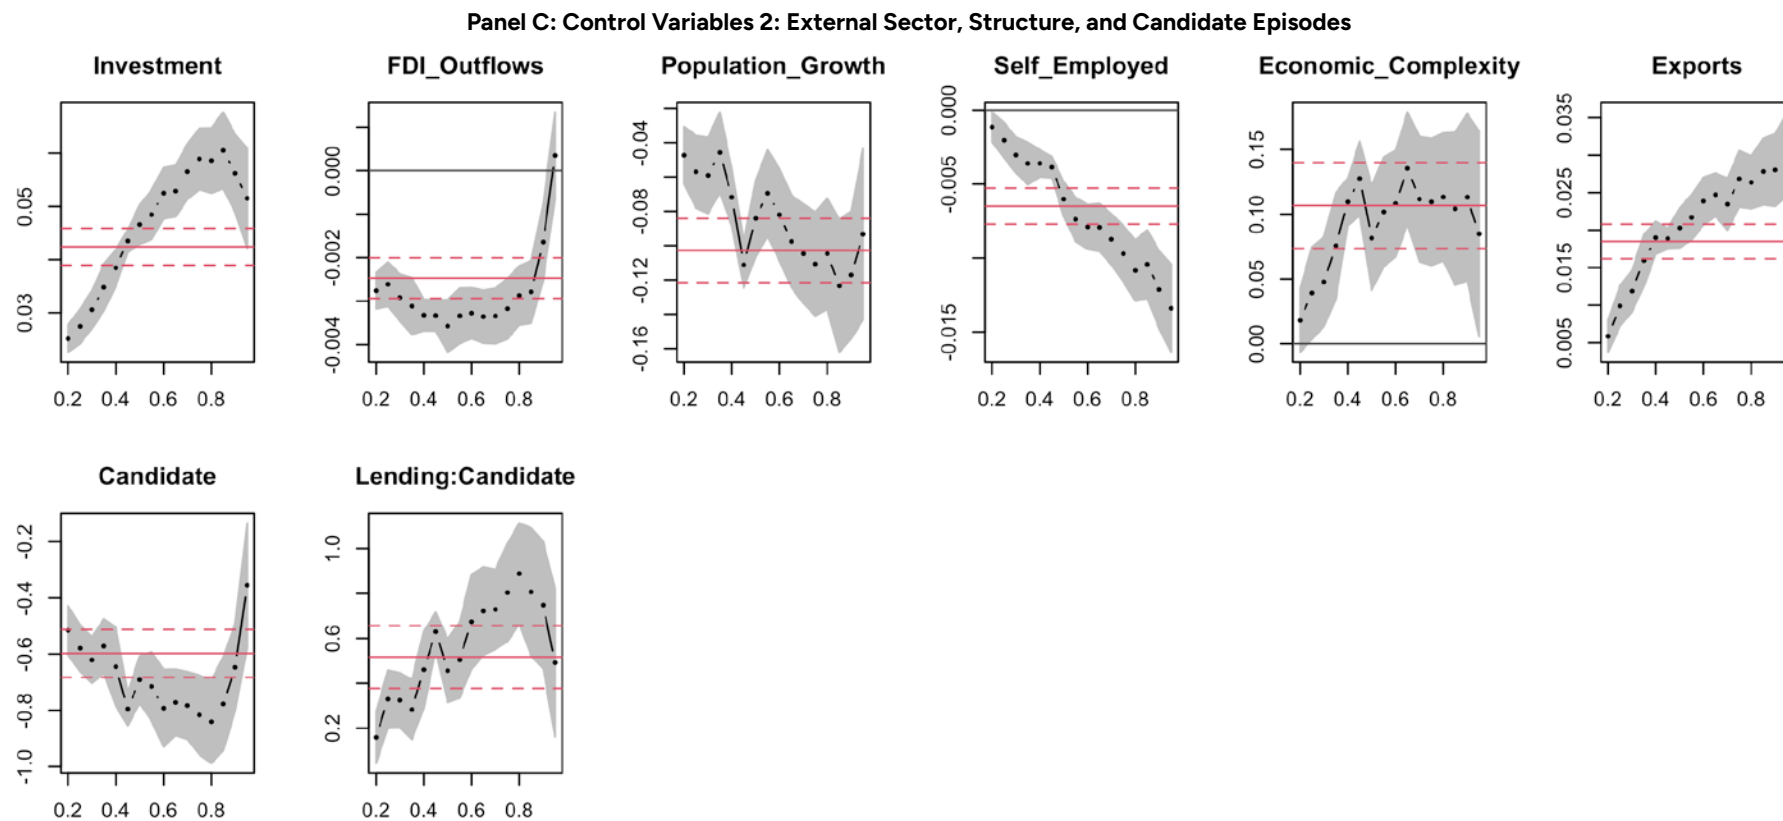 Panel C: Control Variables 2: External Sector, Structure, and Candidate Episodes
Investment
0.05
0.03
0.2 0.4 0.6 0.8
FDI_Outflows
0.000
-0.002
-0.004
0.2 0.4 0.6 0.8
Population_Growth
-0.04
-0.08
-0.12
-0.16
0.2 0.4 0.6 0.8
Self_Employed
0.000
-0.005
-0.015
0.2 0.4 0.6 0.8
Economic_Complexity
0.15
0.10
0.05
0.00
0.2 0.4 0.6 0.8
Exports
0.035
0.025
0.015
0.005
0.2 0.4 0.6 0.8
Candidate
-0.2
-0.4
-0.6
-0.8
-1.0
0.2 0.4 0.6 0.8
Lending:Candidate
1.0
0.6
0.2
0.2 0.4 0.6 0.8